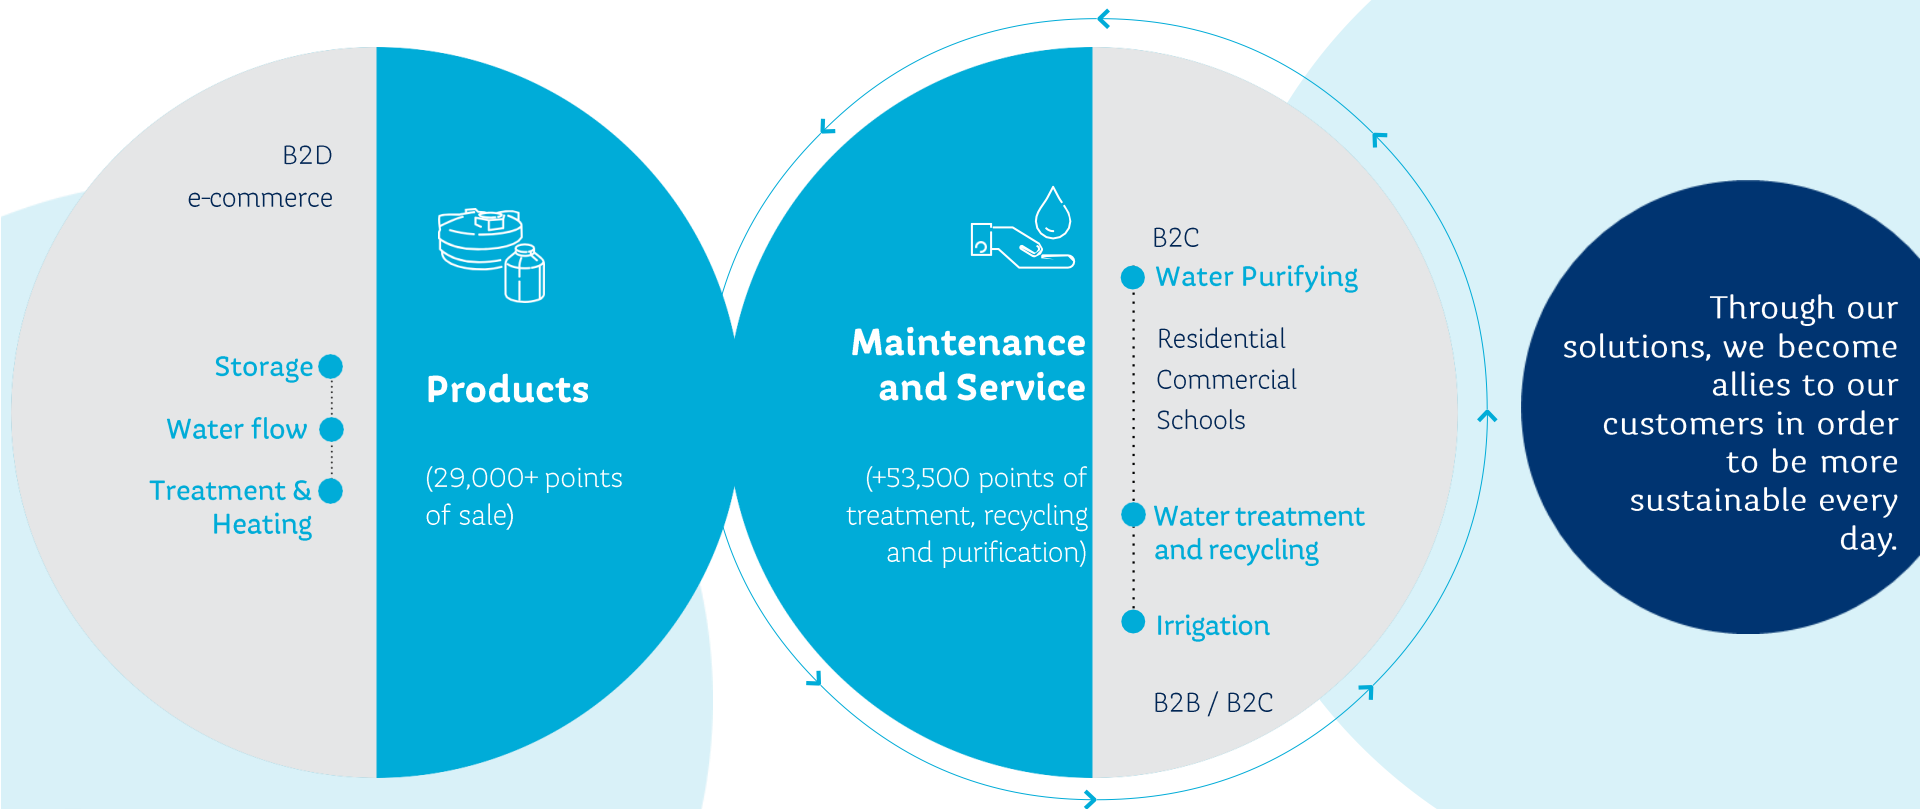 B2D
e-commerce
Storage
Water flow
Treatment &
Heating
Products
(29,000+ points
of sale)
Maintenance
and Service
(+53,500 points of
treatment, recycling
and purification)
B2C
Water Purifying
Residential
Commercial
Schools
Water treatment
and recycling
Irrigation
B2B / B2C
Through our
solutions, we become
allies to our
customers in order
to be more
sustainable every
day.